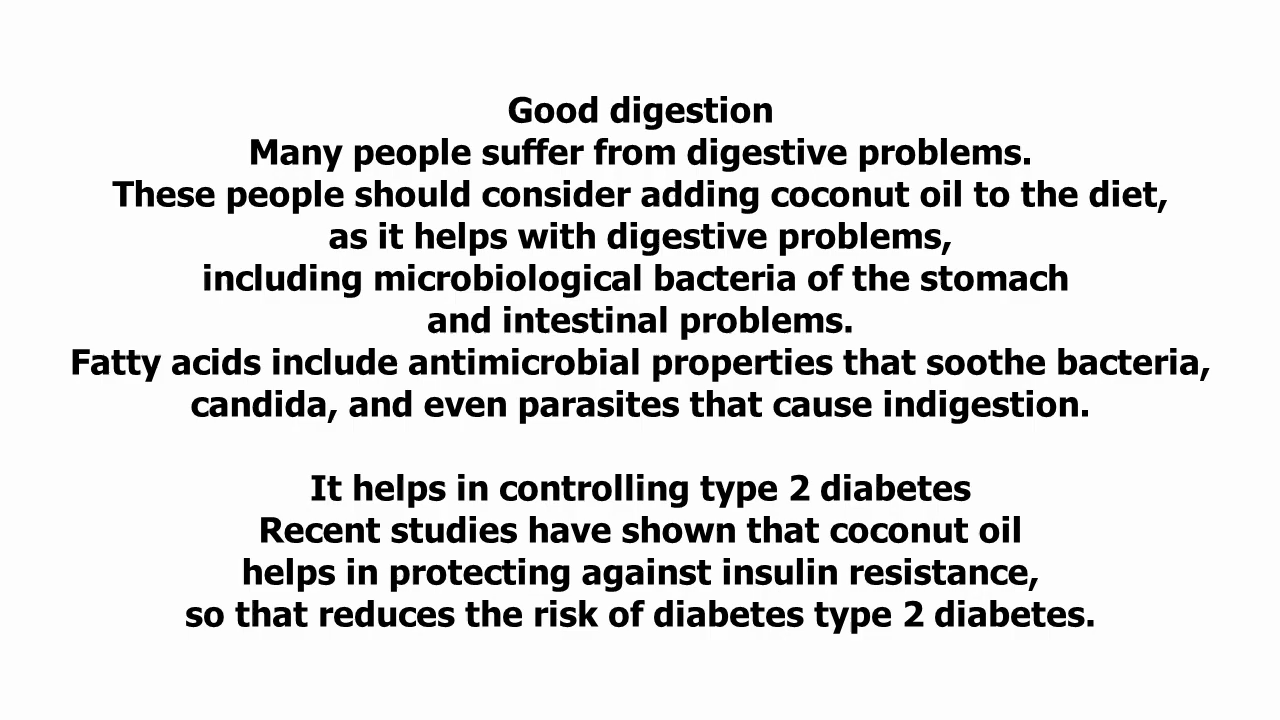 Good digestion
Many people suffer from digestive problems.
These people should consider adding coconut oil to the diet,
as it helps with digestive problems,
including microbiological bacteria of the stomach
and intestinal problems.
Fatty acids include antimicrobial properties that soothe bacteria,
candida, and even parasites that cause indigestion.
It helps in controlling type 2 diabetes
Recent studies have shown that coconut oil
helps in protecting against insulin resistance,
so that reduces the risk of diabetes type 2 diabetes.